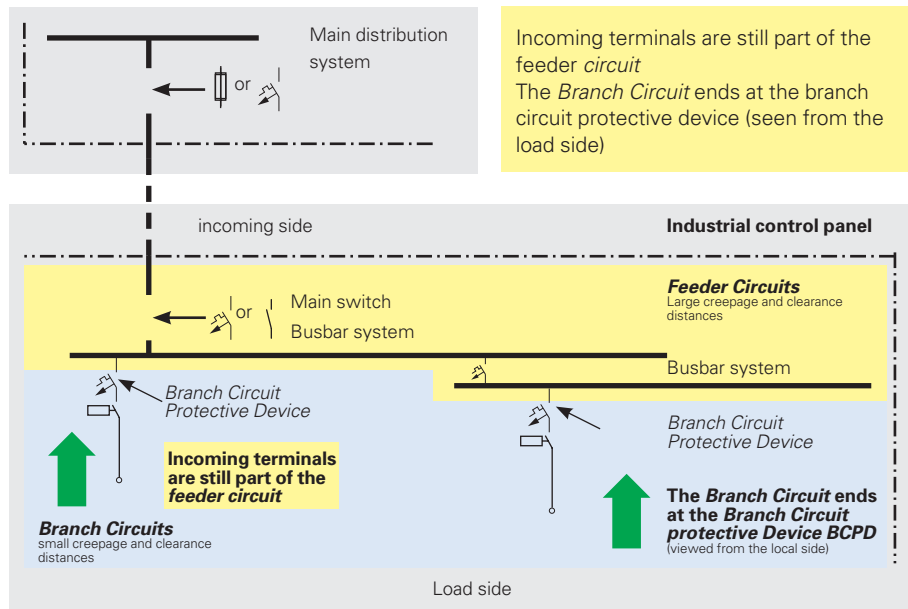 Main distribution
system
or
Incoming terminals are still part of the
feeder circuit
The Branch Circuit ends at the branch
circuit protective device (seen from the
load side)
incoming side
Industrial control panel
Feeder Circuits
Large creepage and clearance
distances
or
Main switch
Busbar system
Busbar system
Branch Circuit
Protective Device
Branch Circuit
Protective Device
Incoming terminals
are still part of the
feeder circuit
Branch Circuits
small creepage and clearance
distances
The Branch Circuit ends
at the Branch Circuit
protective Device BCPD
(viewed from the local side)
Load side